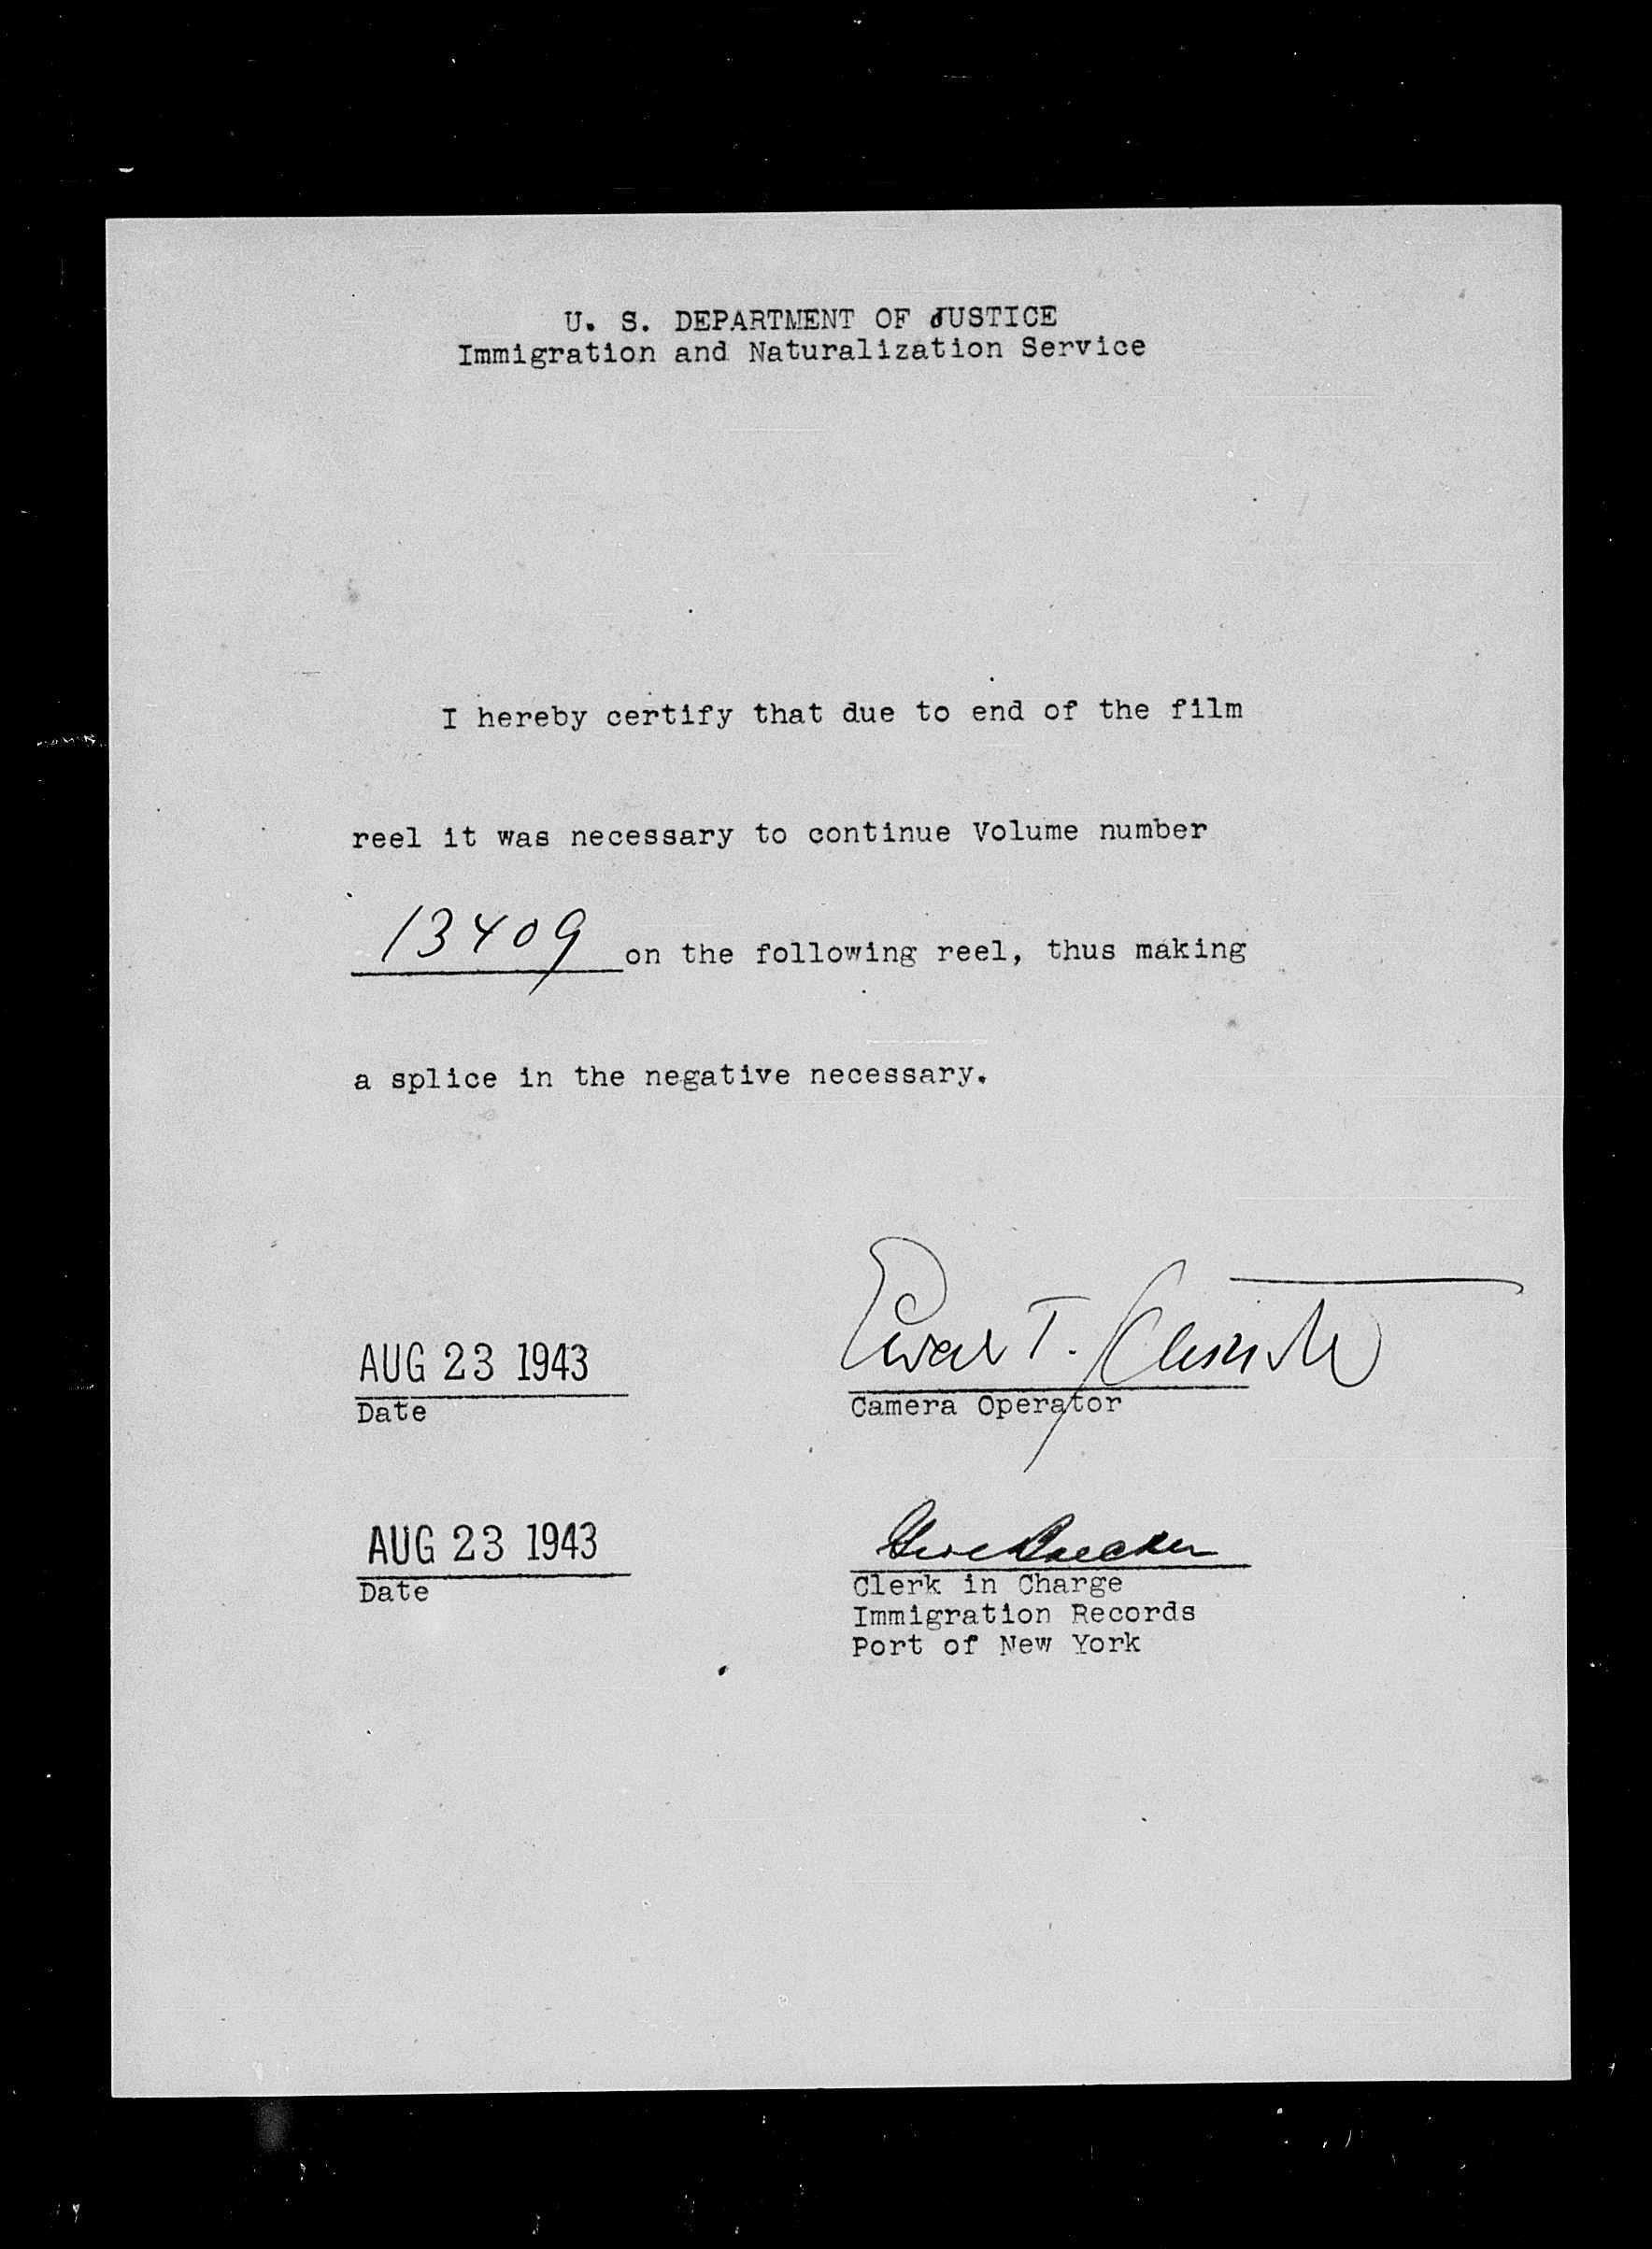 U. S. DEPARTMENT OF JUSTICE
Immigration and Naturalization Service
I hereby certify that due to end of the film
reel it was necessary to continue Volume number
13409 on the following reel, thus making
a splice in the negative necessary.
AUG 23 1943
Date
T.
Camera Operator
AUG 23 1943
Date
Clerk in Charge
Immigration Records
Port of New York